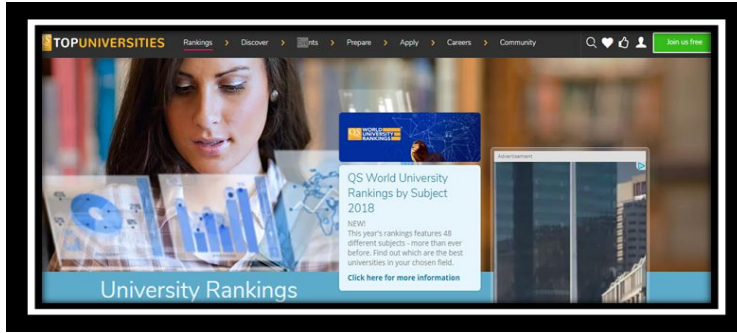 TOPUNIVERSITIES Rankings > Discover > nts > Prepare > Apply > Careers > Community Join us free
QS WORLD
UNIVERSITY
RANKINGS
Advertisement
QS World University
Rankings by Subject
2018
NEW!
This year's rankings features 48
different subjects - more than ever
before. Find out which are the best
universities in your chosen field.
Click here for more information
University Rankings